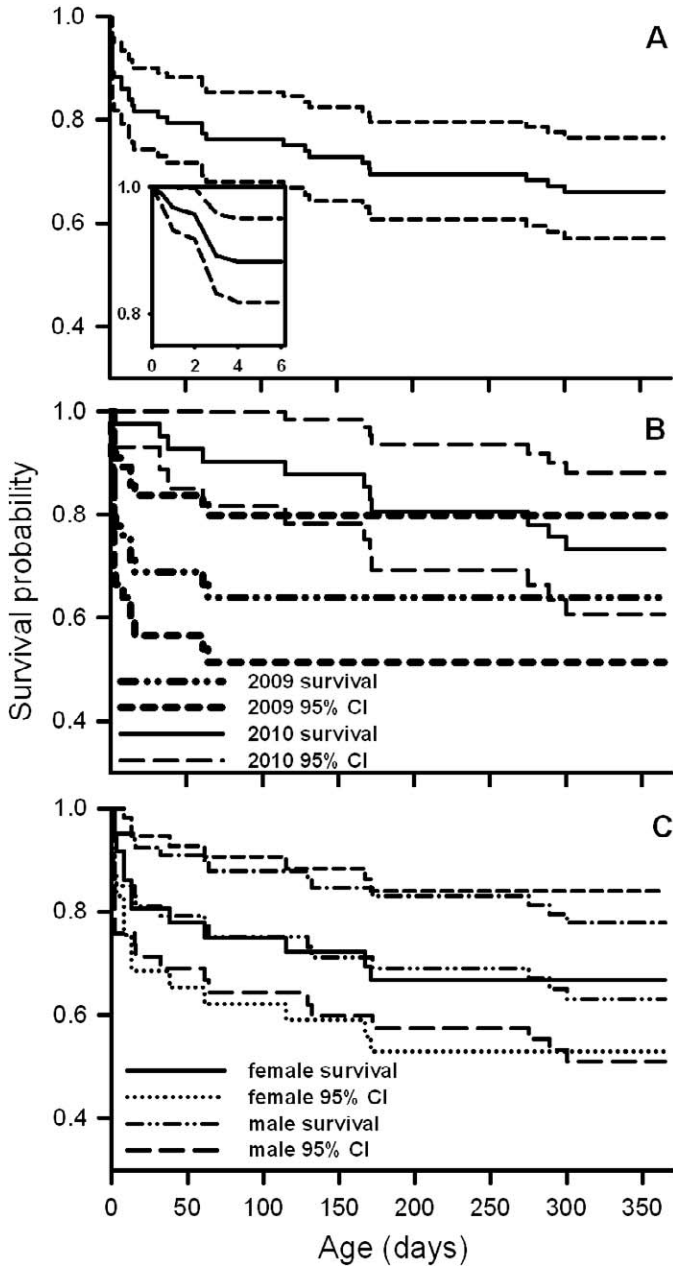 A
1.0
0.8
0.6
0.4
1.0
0.8
0 2 4 6
B
1.0
0.8
0.6
0.4
2009 survival
2009 95% CI
2010 survival
2010 95% CI
Survival probability
C
1.0
0.8
0.6
0.4
female survival
female 95% CI
male survival
male 95% CI
0 50 100 150 200 250 300 350
Age (days)